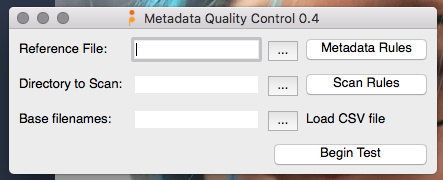 Metadata Quality Control 0.4
Reference File: ... Metadata Rules
Directory to Scan: ... Scan Rules
Base filenames: ... Load CSV file
Begin Test